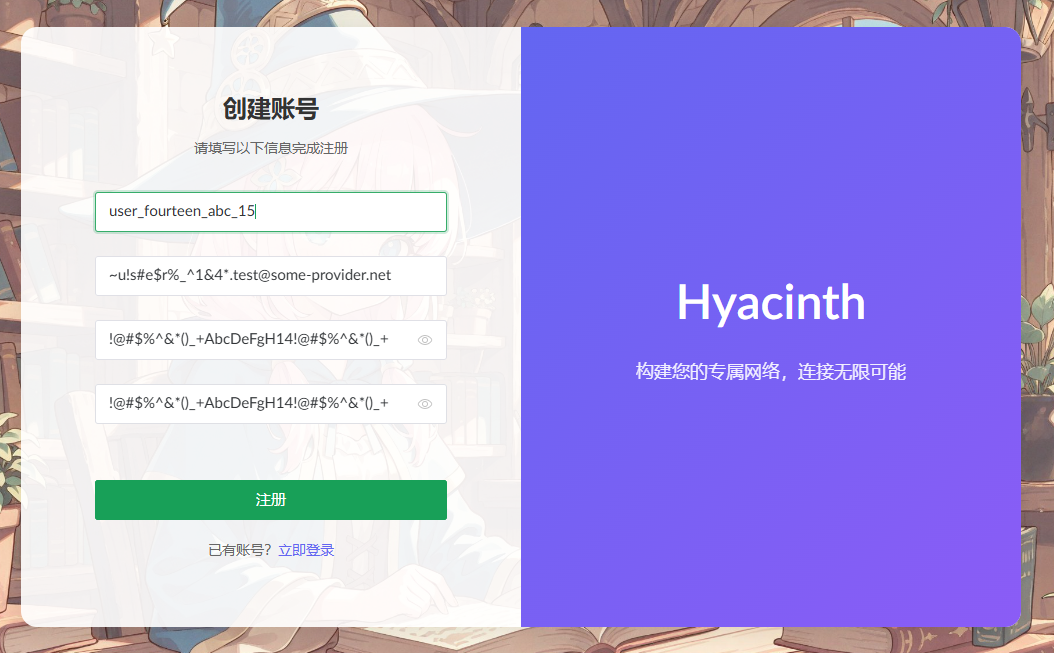 创建账号
请填写以下信息完成注册
user_fourteen_abc_15
~u!s#e$r%_^1&4*.test@some-provider.net
!@#$%^&*()_+AbcDeFgH14!@#$%^&*()_+
!@#$%^&*()_+AbcDeFgH14!@#$%^&*()_+
注册
已有账号？立即登录
Hyacinth
构建您的专属网络，连接无限可能